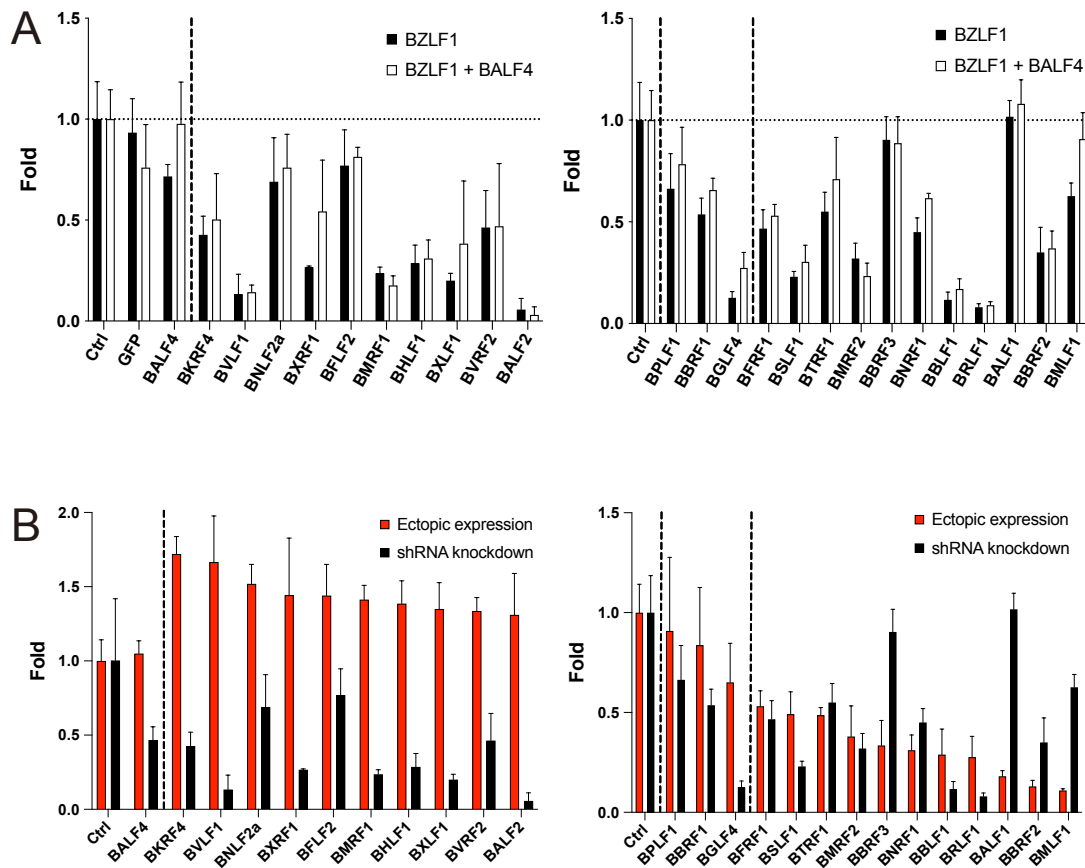 A
1.5
1.0
0.5
0.0
Fold
BZLF1
BZLF1 + BALF4
Ctrl
GFP
BALF4
BKRF4
BVLF1
BNLF2a
BXRF1
BFLF2
BMRF1
BHLF1
BXLF1
BVRF2
BALF2
1.5
1.0
0.5
0.0
Fold
BZLF1
BZLF1 + BALF4
Ctrl
BPLF1
BBRF1
BGLF4
BFRF1
BSLF1
BTRF1
BMRF2
BBRF3
BNRF1
BBLF1
BRLF1
BALF1
BBRF2
BMLF1
B
2.0
1.5
1.0
0.5
0.0
Fold
Ectopic expression
shRNA knockdown
Ctrl
BALF4
BKRF4
BVLF1
BNLF2a
BXRF1
BFLF2
BMRF1
BHLF1
BXLF1
BVRF2
BALF2
1.5
1.0
0.5
0.0
Fold
Ectopic expression
shRNA knockdown
Ctrl
BPLF1
BBRF1
BGLF4
BFRF1
BSLF1
BTRF1
BMRF2
BBRF3
BNRF1
BBLF1
BRLF1
BALF1
BBRF2
BMLF1